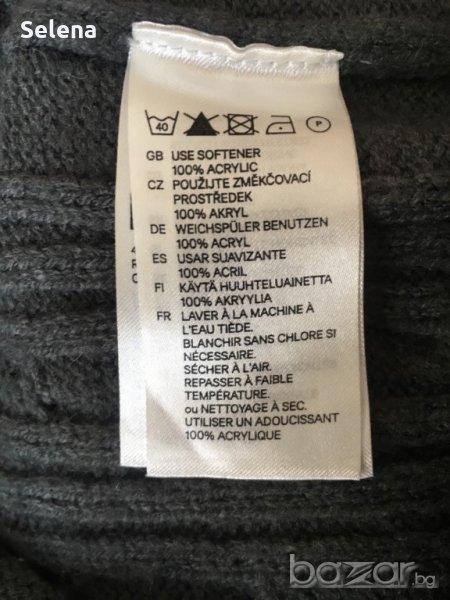 Selena
40
P
GB USE SOFTENER
100% ACRYLIC
CZ POUŽIJTE ZMĚKČOVACÍ
PROSTŘEDEK
100% AKRYL
DE WEICHSPÜLER BENUTZEN
100% ACRYL
ES USAR SUAVIZANTE
100% ACRIL
FI KÄYTÄ HUUHTELUAINETTA
100% AKRYYLIA
FR LAVER À LA MACHINE À
L'EAU TIÈDE.
BLANCHIR SANS CHLORE SI
NÉCESSAIRE.
SÉCHER À L'AIR.
REPASSER À FAIBLE
TEMPÉRATURE.
ou NETTOYAGE À SEC.
UTILISER UN ADOUCISSANT
100% ACRYLIQUE
bazar.bg